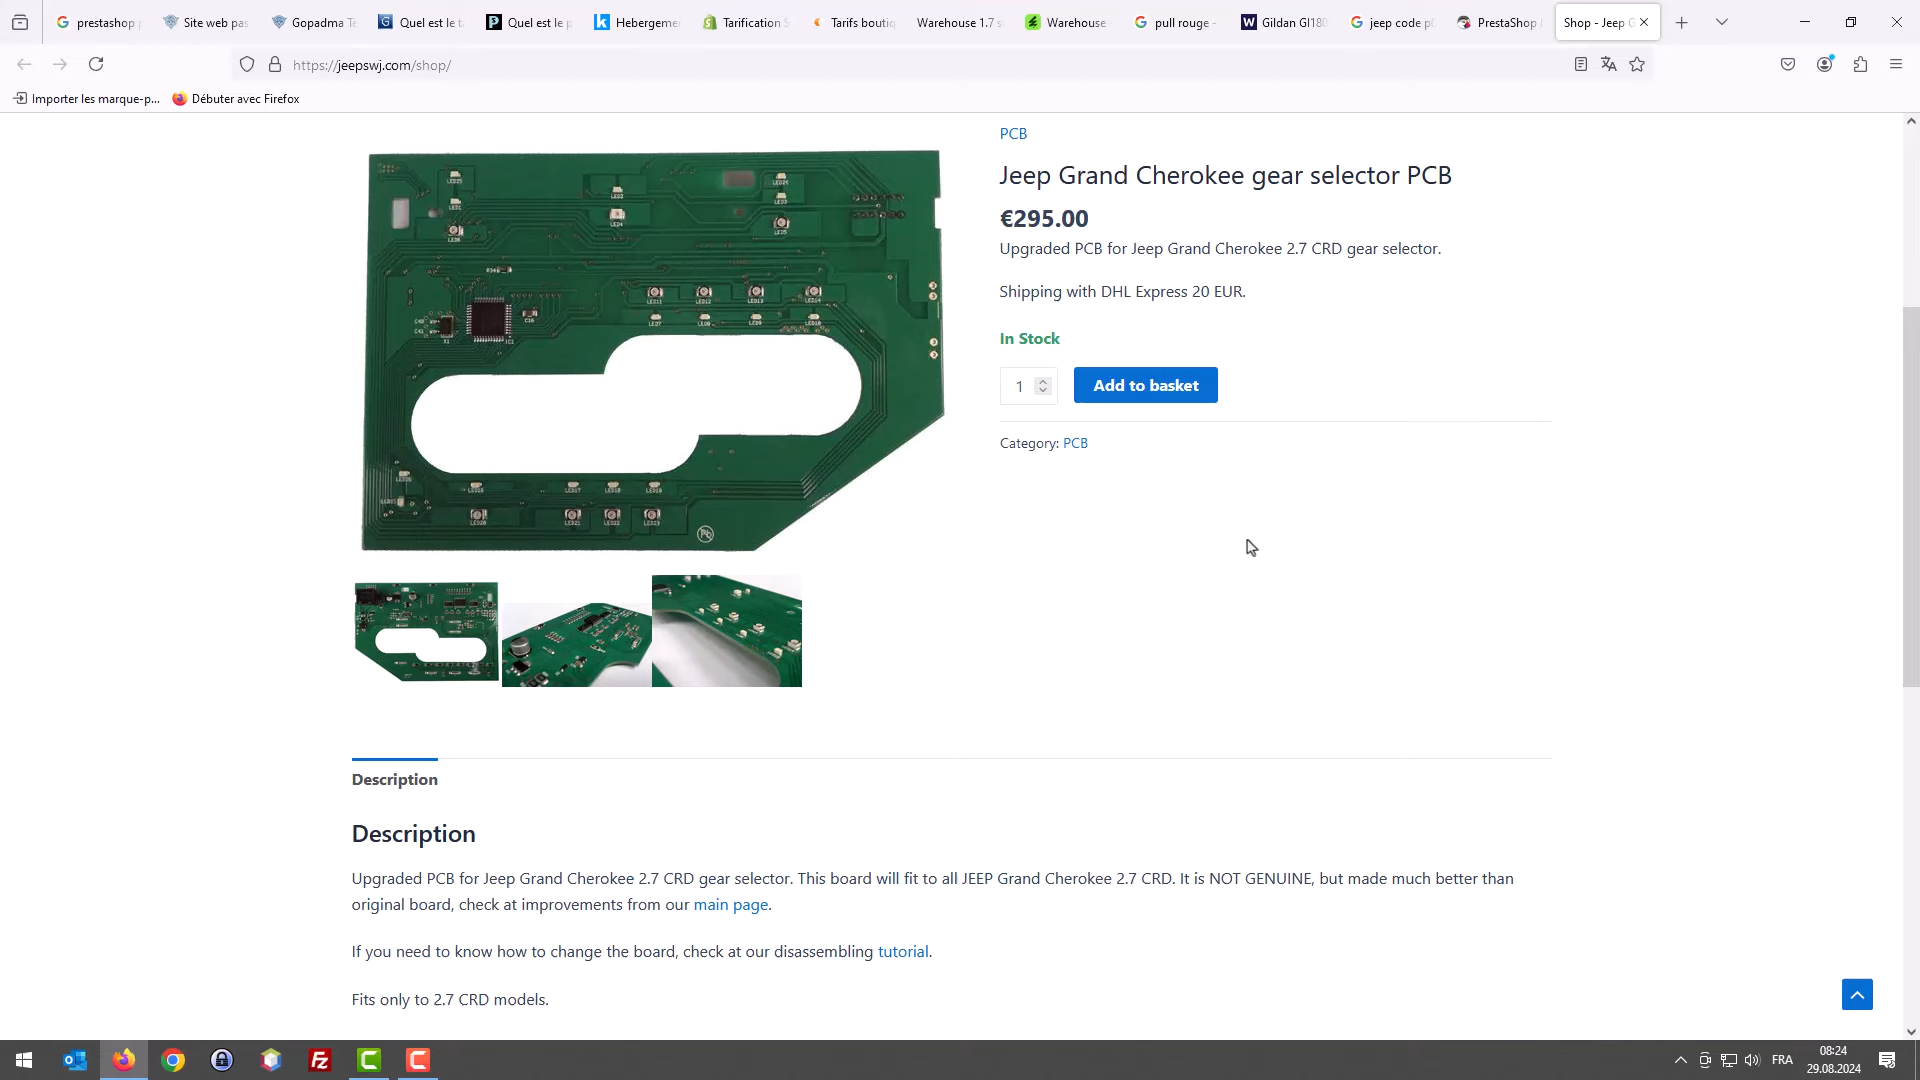 prestashop p
Site web pas
Gopadma Te
Quel est le t
Quel est le p
Hebergeme
Tarification S
Tarifs boutiq
Warehouse 1.7 s
Warehouse
pull rouge -
Gildan GI180
jeep code p0
PrestaShop
Shop - Jeep G
https://jeepswj.com/shop/
Importer les marque-p...
Débuter avec Firefox
PCB
Jeep Grand Cherokee gear selector PCB
€295.00
Upgraded PCB for Jeep Grand Cherokee 2.7 CRD gear selector.
Shipping with DHL Express 20 EUR.
In Stock
1
Add to basket
Category: PCB
Description
Description
Upgraded PCB for Jeep Grand Cherokee 2.7 CRD gear selector. This board will fit to all JEEP Grand Cherokee 2.7 CRD. It is NOT GENUINE, but made much better than
original board, check at improvements from our main page.
If you need to know how to change the board, check at our disassembling tutorial.
Fits only to 2.7 CRD models.
FRA
08:24
29.08.2024